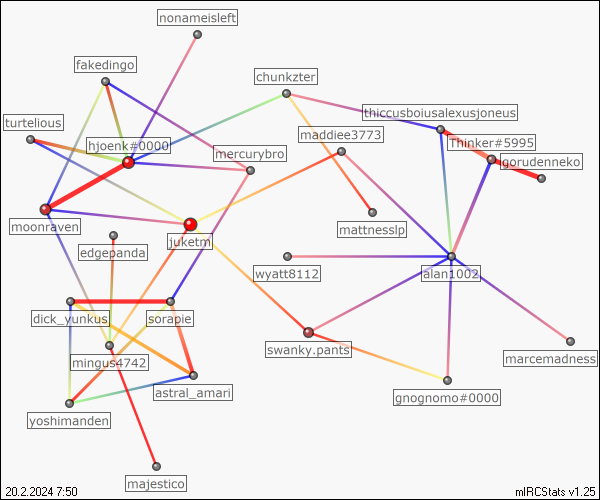 nonameisleft
fakedingo
chunkzter
turtelious
thiccusboiusalexusjoneus
maddiee3773
hjoenk#0000
Thinker#5995
mercurybro
gorudenneko
moonraven
mattnesslp
juketm
edgepanda
wyatt8112
alan1002
dick_yunkus
sorapie
swanky.pants
marcemadness
mingus4742
astral_amari
gnognomo#0000
yoshimanden
majestico
20.2.2024 7:50
mIRCStats v1.25